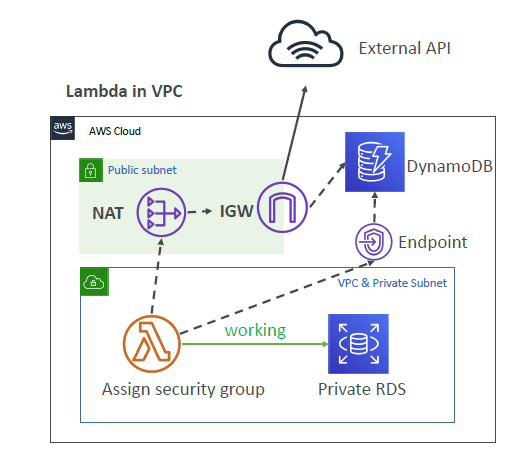 External API
Lambda in VPC
aws
AWS Cloud
Public subnet
DynamoDB
NAT
IGW
Endpoint
VPC & Private Subnet
working
Assign security group
Private RDS